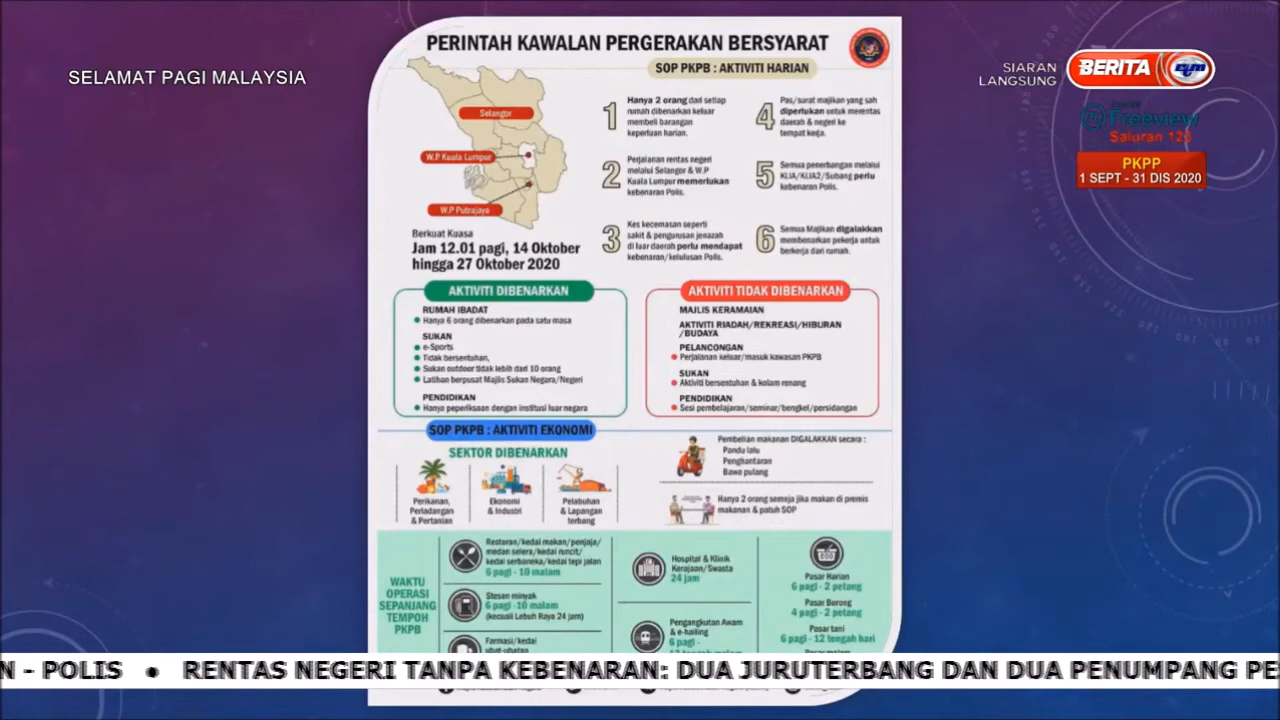 SELAMAT PAGI MALAYSIA
SIARAN
LANGSUNG
BERITA
Freeview
Saluran 123
PKPP
1 SEPT - 31 DIS 2020
PERINTAH KAWALAN PERGERAKAN BERSYARAT
SOP PKPB : AKTIVITI HARIAN
Selangor
W.P Kuala Lumpur
W.P Putrajaya
Berkuat Kuasa
Jam 12.01 pagi, 14 Oktober
hingga 27 Oktober 2020
1
Hanya 2 orang dari setiap
rumah dibenarkan keluar
membeli barangan
keperluan harian.
2
Perjalanan rentas negeri
melalui Selangor & W.P
Kuala Lumpur memerlukan
kebenaran Polis.
3
Kes kecemasan seperti
sakit & pengurusan jenazah
di luar daerah perlu mendapat
kebenaran/kelulusan Polis.
4
Pas/surat majikan yang sah
diperlukan untuk merentas
daerah & negeri ke
tempat kerja.
5
Semua penerbangan melalui
KLIA/KLIA2/Subang perlu
kebenaran Polis.
6
Semua Majikan digalakkan
membenarkan pekerja untuk
berkerja dari rumah.
AKTIVITI DIBENARKAN
RUMAH IBADAT
Hanya 6 orang dibenarkan pada satu masa
SUKAN
e-Sports
Tidak bersentuhan,
Sukan outdoor tidak lebih dari 10 orang
Latihan berpusat Majlis Sukan Negara/Negeri
PENDIDIKAN
Hanya peperiksaan dengan institusi luar negara
AKTIVITI TIDAK DIBENARKAN
MAJLIS KERAMAIAN
AKTIVITI RIADAH/REKREASI/HIBURAN
/BUDAYA
PELANCONGAN
Perjalanan keluar/masuk kawasan PKPB
SUKAN
Aktiviti bersentuhan & kolam renang
PENDIDIKAN
Sesi pembelajaran/seminar/bengkel/persidangan
SOP PKPB : AKTIVITI EKONOMI
SEKTOR DIBENARKAN
Perikanan,
Perladangan
& Pertanian
Ekonomi
& Industri
Pelabuhan
& Lapangan
terbang
Pembelian makanan DIGALAKKAN secara :
Pandu lalu
Penghantaran
Bawa pulang
Hanya 2 orang semeja jika makan di premis
makanan & patuh SOP
WAKTU
OPERASI
SEPANJANG
TEMPOH
PKPB
Restoran/kedai makan/penjaja/
medan selera/kedai runcit/
kedai serbaneka/kedai tepi jalan
6 pagi - 10 malam
Stesen minyak
6 pagi -10 malam
(kecuali Lebuh Raya 24 jam)
Farmasi/kedai
ubat-ubatan
Hospital & Klinik
Kerajaan/Swasta
24 jam
Pengangkutan Awam
& e-hailing
6 pagi -
12 tengah malam
Pasar Harian
6 pagi - 2 petang
Pasar Borong
4 pagi - 2 petang
Pasar tani
6 pagi - 12 tengah hari
N - POLIS • RENTAS NEGERI TANPA KEBENARAN: DUA JURUTERBANG DAN DUA PENUMPANG PE